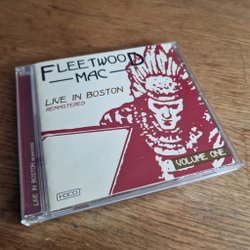 FLEETWOOD
MAC
LIVE IN BOSTON
REMASTERED
VOLUME ONE
LIVE IN BOSTON